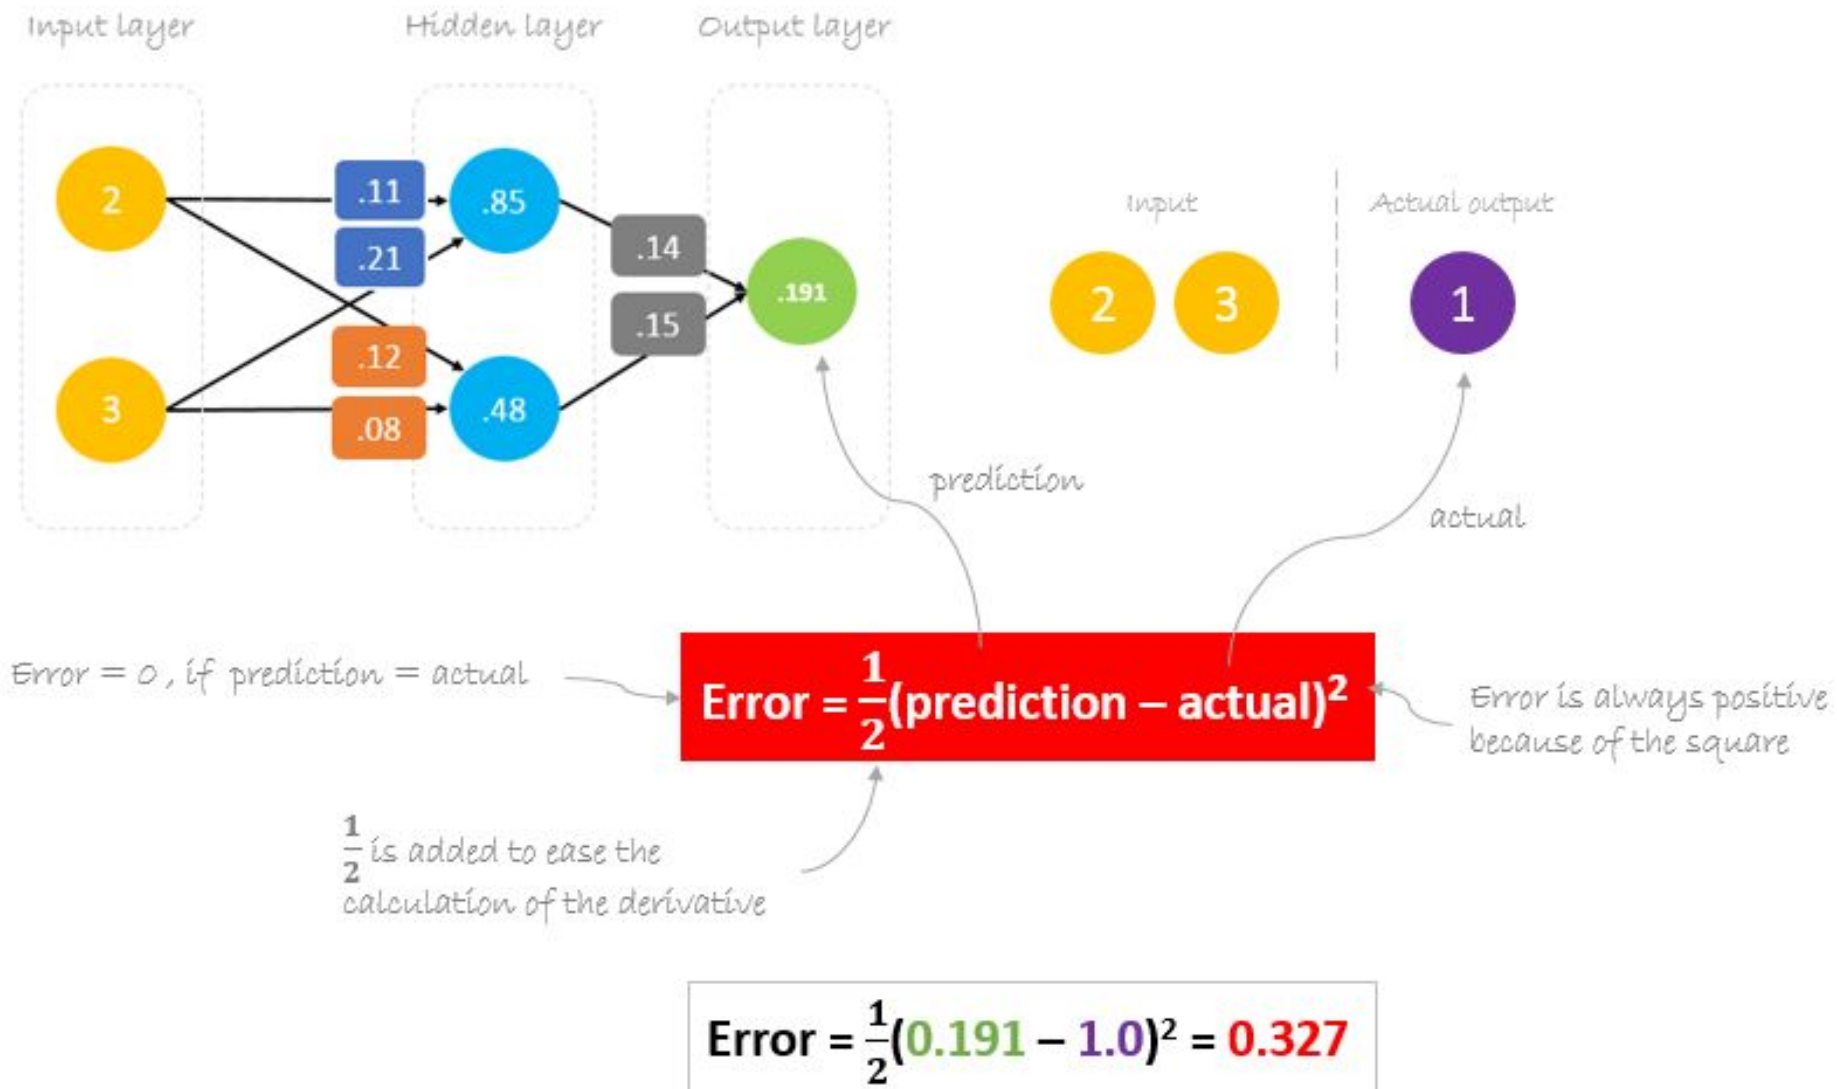 Input layer
Hidden layer
Output layer
2
.11
.85
.21
.14
.191
.15
3
.12
.48
.08
Input
Actual output
2 3
1
prediction
actual
Error = 0 , if prediction = actual
Error = 1/2(prediction – actual)²
Error is always positive
because of the square
1/2 is added to ease the
calculation of the derivative
Error = 1/2(0.191 – 1.0)² = 0.327